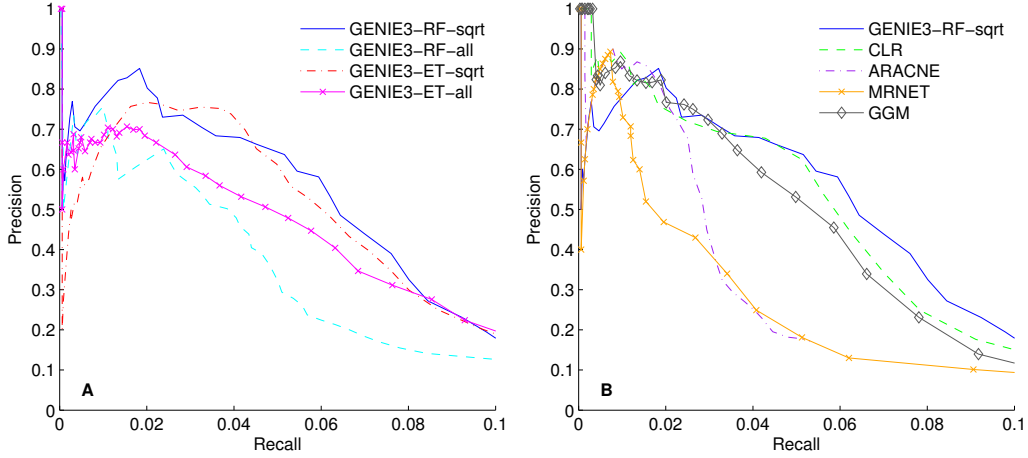 1
0.9
0.8
0.7
0.6
0.5
0.4
0.3
0.2
0.1
0
Precision
0
0.02
0.04
0.06
0.08
0.1
Recall
GENIE3-RF-sqrt
GENIE3-RF-all
GENIE3-ET-sqrt
GENIE3-ET-all
A
1
0.9
0.8
0.7
0.6
0.5
0.4
0.3
0.2
0.1
0
Precision
0
0.02
0.04
0.06
0.08
0.1
Recall
GENIE3-RF-sqrt
CLR
ARACNE
MRNET
GGM
B